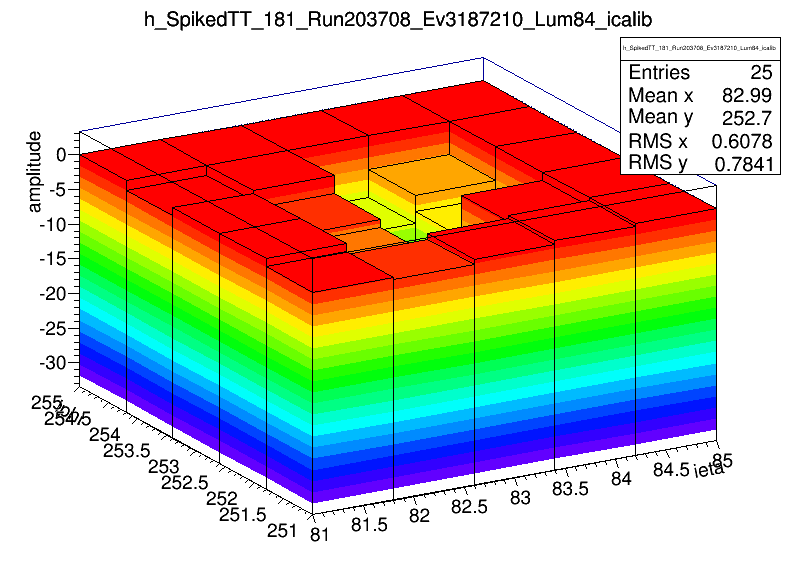 h_SpikedTT_181_Run203708_Ev3187210_Lum84_icalib
h_SpikedTT_181_Run203708_Ev3187210_Lum84_icalib
Entries 25
Mean x 82.99
Mean y 252.7
RMS x 0.6078
RMS y 0.7841
amplitude
0
-5
-10
-15
-20
-25
-30
255
254.5
254
253.5
253
252.5
252
251.5
251
81
81.5
82
82.5
83
83.5
84
84.5
85
ieta